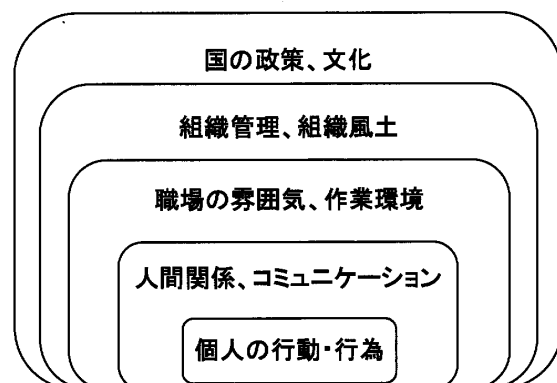 国の政策、文化
組織管理、組織風土
職場の雰囲気、作業環境
人間関係、コミュニケーション
個人の行動・行為